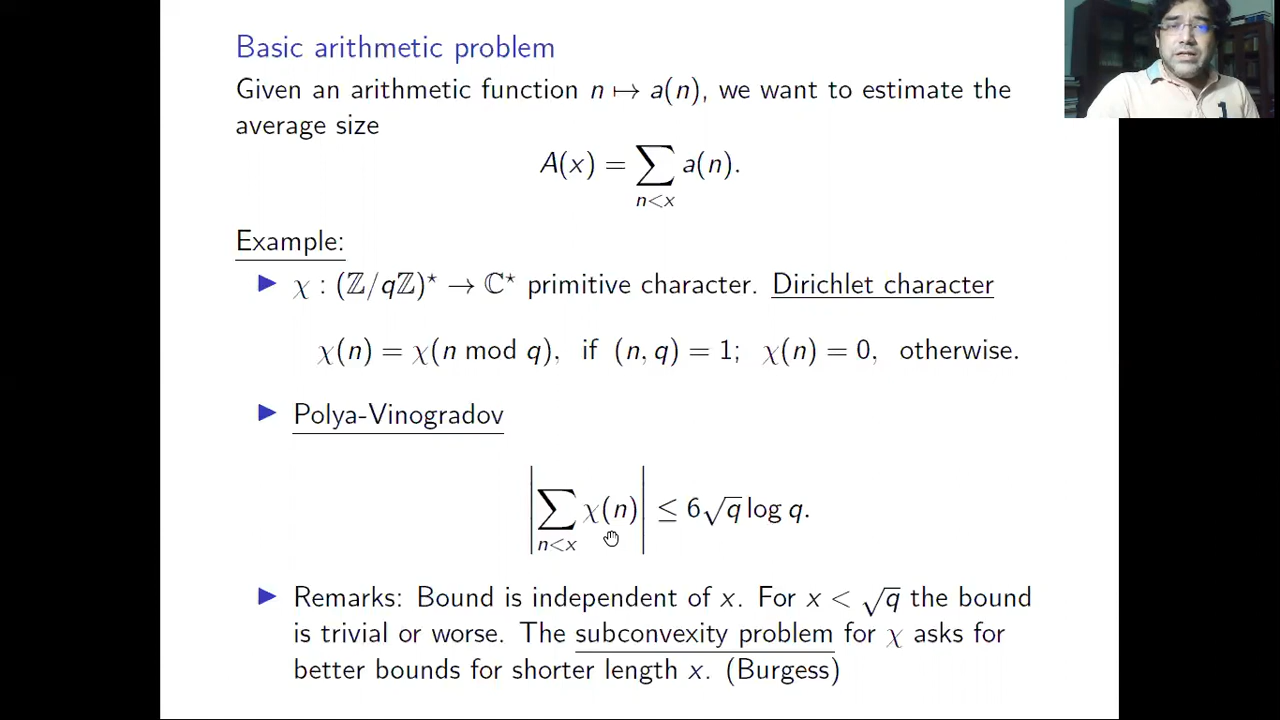 Basic arithmetic problem
Given an arithmetic function n ↦ a(n), we want to estimate the
average size
A(x) = ∑ a(n).
n<x
Example:
▶ χ : (ℤ/qℤ)* → ℂ* primitive character. Dirichlet character
χ(n) = χ(n mod q), if (n, q) = 1; χ(n) = 0, otherwise.
▶ Polya-Vinogradov
|∑ χ(n)| ≤ 6√q log q.
n<x
▶ Remarks: Bound is independent of x. For x < √q the bound
is trivial or worse. The subconvexity problem for χ asks for
better bounds for shorter length x. (Burgess)